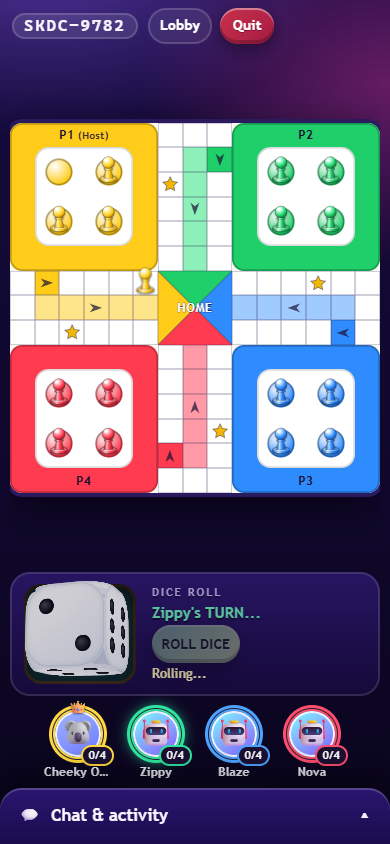 SKDC-9782 Lobby Quit
P1 (Host) P2
HOME
P4 P3
DICE ROLL
Zippy's TURN...
ROLL DICE
Rolling...
0/4 0/4 0/4 0/4
Cheeky O... Zippy Blaze Nova
Chat & activity